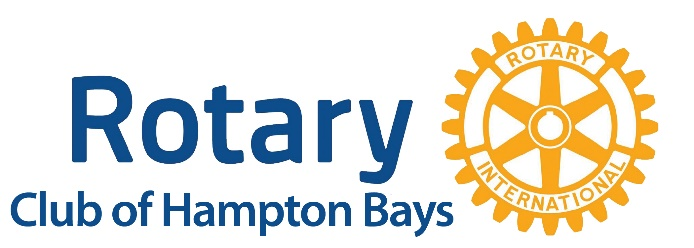 Rotary
Club of Hampton Bays
ROTARY
INTERNATIONAL